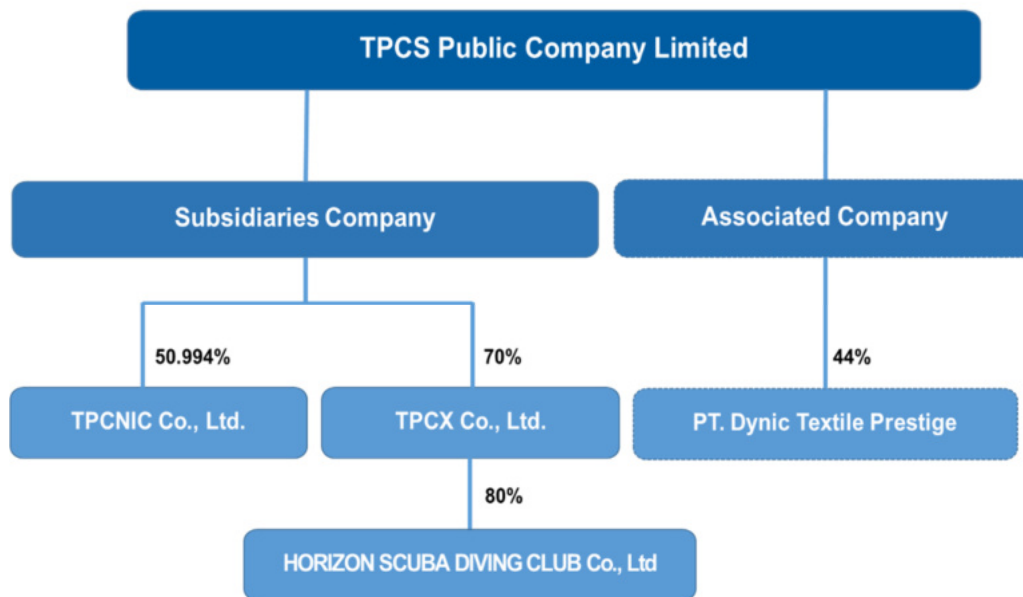 TPCS Public Company Limited
Subsidiaries Company
Associated Company
50.994%
70%
44%
TPCNIC Co., Ltd.
TPCX Co., Ltd.
PT. Dynic Textile Prestige
80%
HORIZON SCUBA DIVING CLUB Co., Ltd